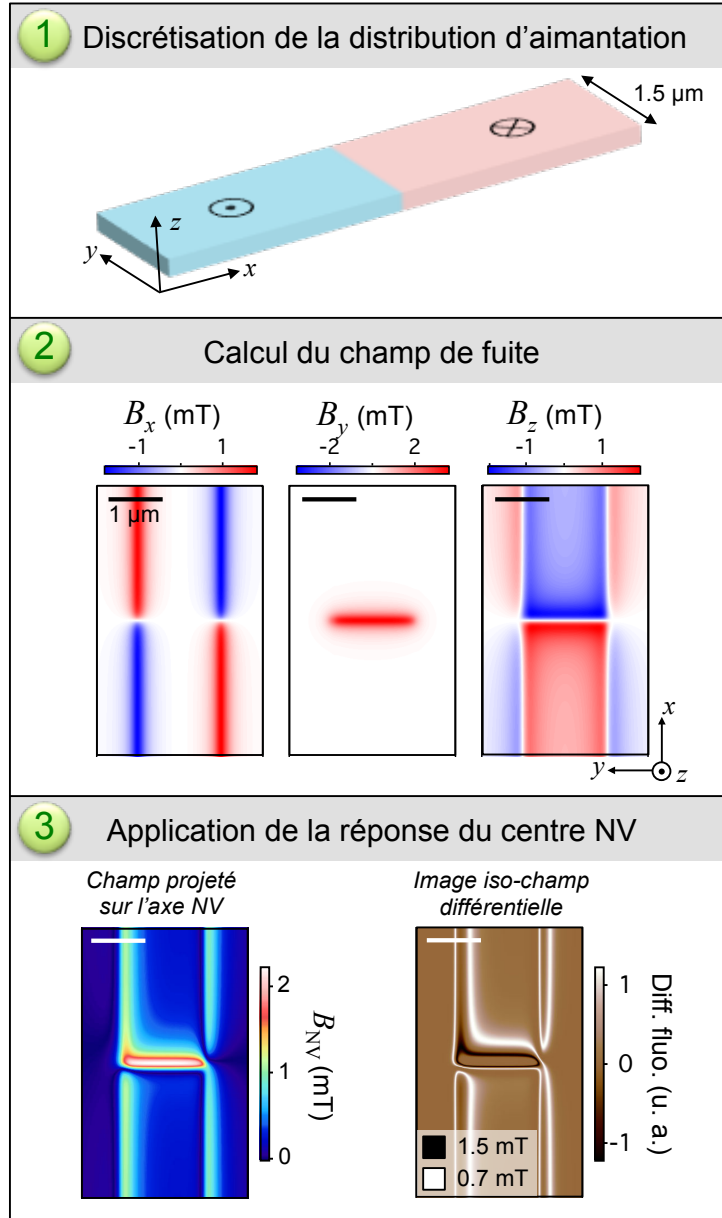 1 Discrétisation de la distribution d’aimantation
1.5 µm
z
y
x
2 Calcul du champ de fuite
Bx (mT)
-1 1
1 µm
By (mT)
-2 2
Bz (mT)
-1 1
x
y
z
3 Application de la réponse du centre NV
Champ projeté
sur l’axe NV
2
1
0
BNV (mT)
Image iso-champ
différentielle
1
0
-1
Diff. fluo. (u. a.)
1.5 mT
0.7 mT